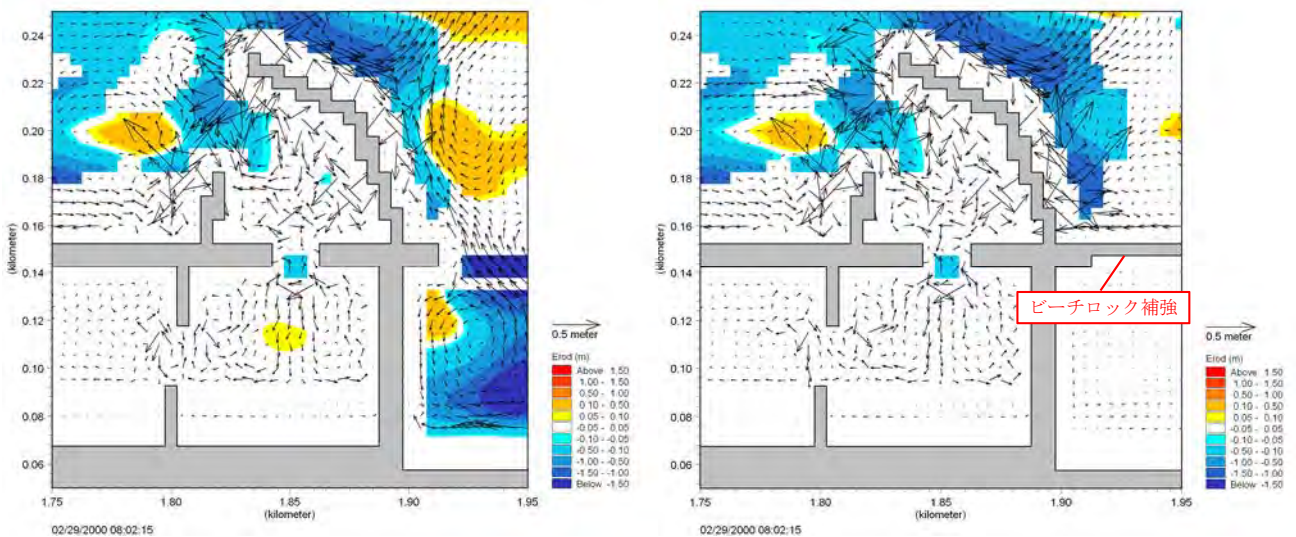 0.24
0.22
0.20
0.18
0.16
(kilometer)
0.14
0.12
0.10
0.08
0.06
1.75 1.80 1.85 1.90 1.95
(kilometer)
02/29/2000 08:02:15
0.5 meter
Erod (m)
Above 1.50
1.00 - 1.50
0.50 - 1.00
0.10 - 0.50
0.05 - 0.10
-0.05 - 0.05
-0.10 - -0.05
-0.50 - -0.10
-1.00 - -0.50
-1.50 - -1.00
Below -1.50
0.24
0.22
0.20
0.18
0.16
(kilometer)
0.14
0.12
0.10
0.08
0.06
1.75 1.80 1.85 1.90 1.95
(kilometer)
02/29/2000 08:02:15
ビーチロック補強
0.5 meter
Erod (m)
Above 1.50
1.00 - 1.50
0.50 - 1.00
0.10 - 0.50
0.05 - 0.10
-0.05 - 0.05
-0.10 - -0.05
-0.50 - -0.10
-1.00 - -0.50
-1.50 - -1.00
Below -1.50